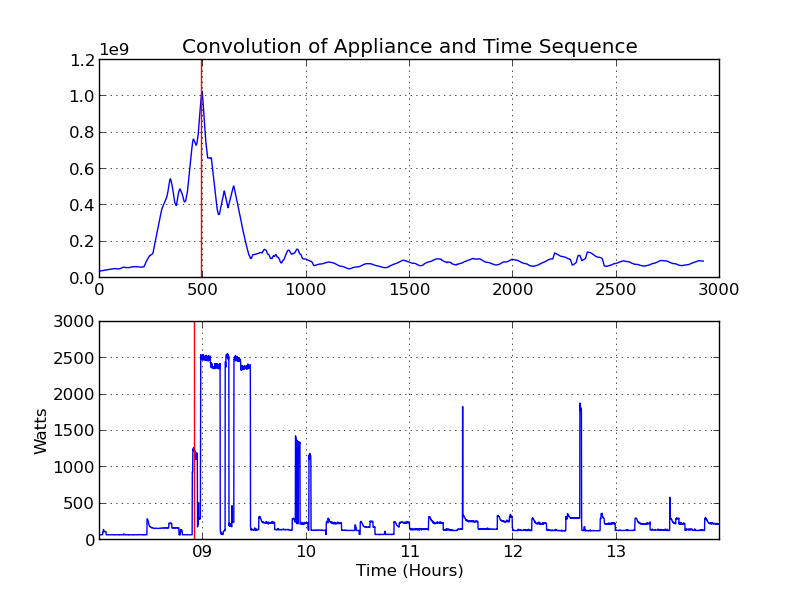 Convolution of Appliance and Time Sequence
1e9
1.2
1.0
0.8
0.6
0.4
0.2
0.0
0 500 1000 1500 2000 2500 3000
3000
2500
2000
1500
1000
500
0
Watts
09 10 11 12 13
Time (Hours)